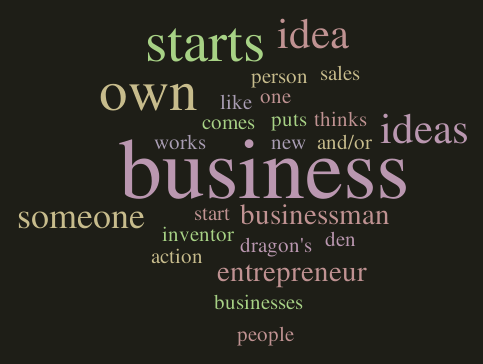 starts idea
person sales
own like one
comes puts thinks ideas
works new and/or
business
someone start businessman
inventor dragon's den
action
entrepreneur
businesses
people